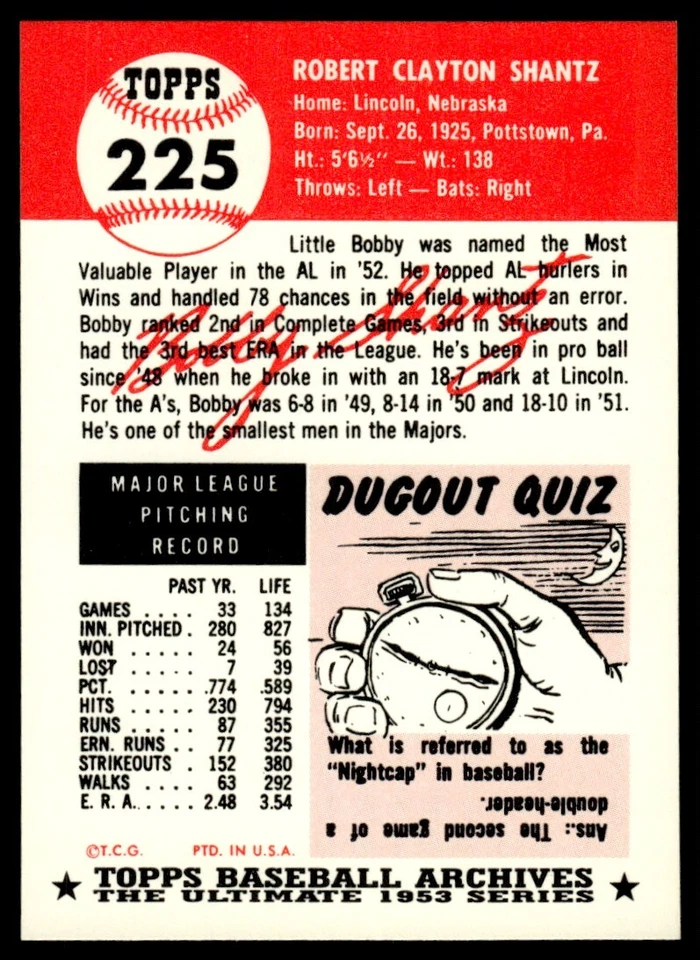 TOPPS
225
ROBERT CLAYTON SHANTZ
Home: Lincoln, Nebraska
Born: Sept. 26, 1925, Pottstown, Pa.
Ht.: 5'6½" — Wt.: 138
Throws: Left — Bats: Right
Little Bobby was named the Most
Valuable Player in the AL in '52. He topped AL hurlers in
Wins and handled 78 chances in the field without an error.
Bobby ranked 2nd in Complete Games, 3rd in Strikeouts and
had the 3rd best ERA in the League. He's been in pro ball
since '48 when he broke in with an 18-7 mark at Lincoln.
For the A's, Bobby was 6-8 in '49, 8-14 in '50 and 18-10 in '51.
He's one of the smallest men in the Majors.
Bobby Shantz
MAJOR LEAGUE
PITCHING
RECORD
PAST YR. LIFE
GAMES . . . . 33 134
INN. PITCHED . 280 827
WON . . . . . 24 56
LOST . . . . . 7 39
PCT. . . . . . .774 .589
HITS . . . . . 230 794
RUNS . . . . . 87 355
ERN. RUNS . . 77 325
STRIKEOUTS . 152 380
WALKS . . . . 63 292
E. R. A. . . . . 2.48 3.54
©T.C.G. PTD. IN U.S.A.
DUGOUT QUIZ
What is referred to as the
"Nightcap" in baseball?
Ans.: The second game of a
double-header.
★ TOPPS BASEBALL ARCHIVES ★
THE ULTIMATE 1953 SERIES